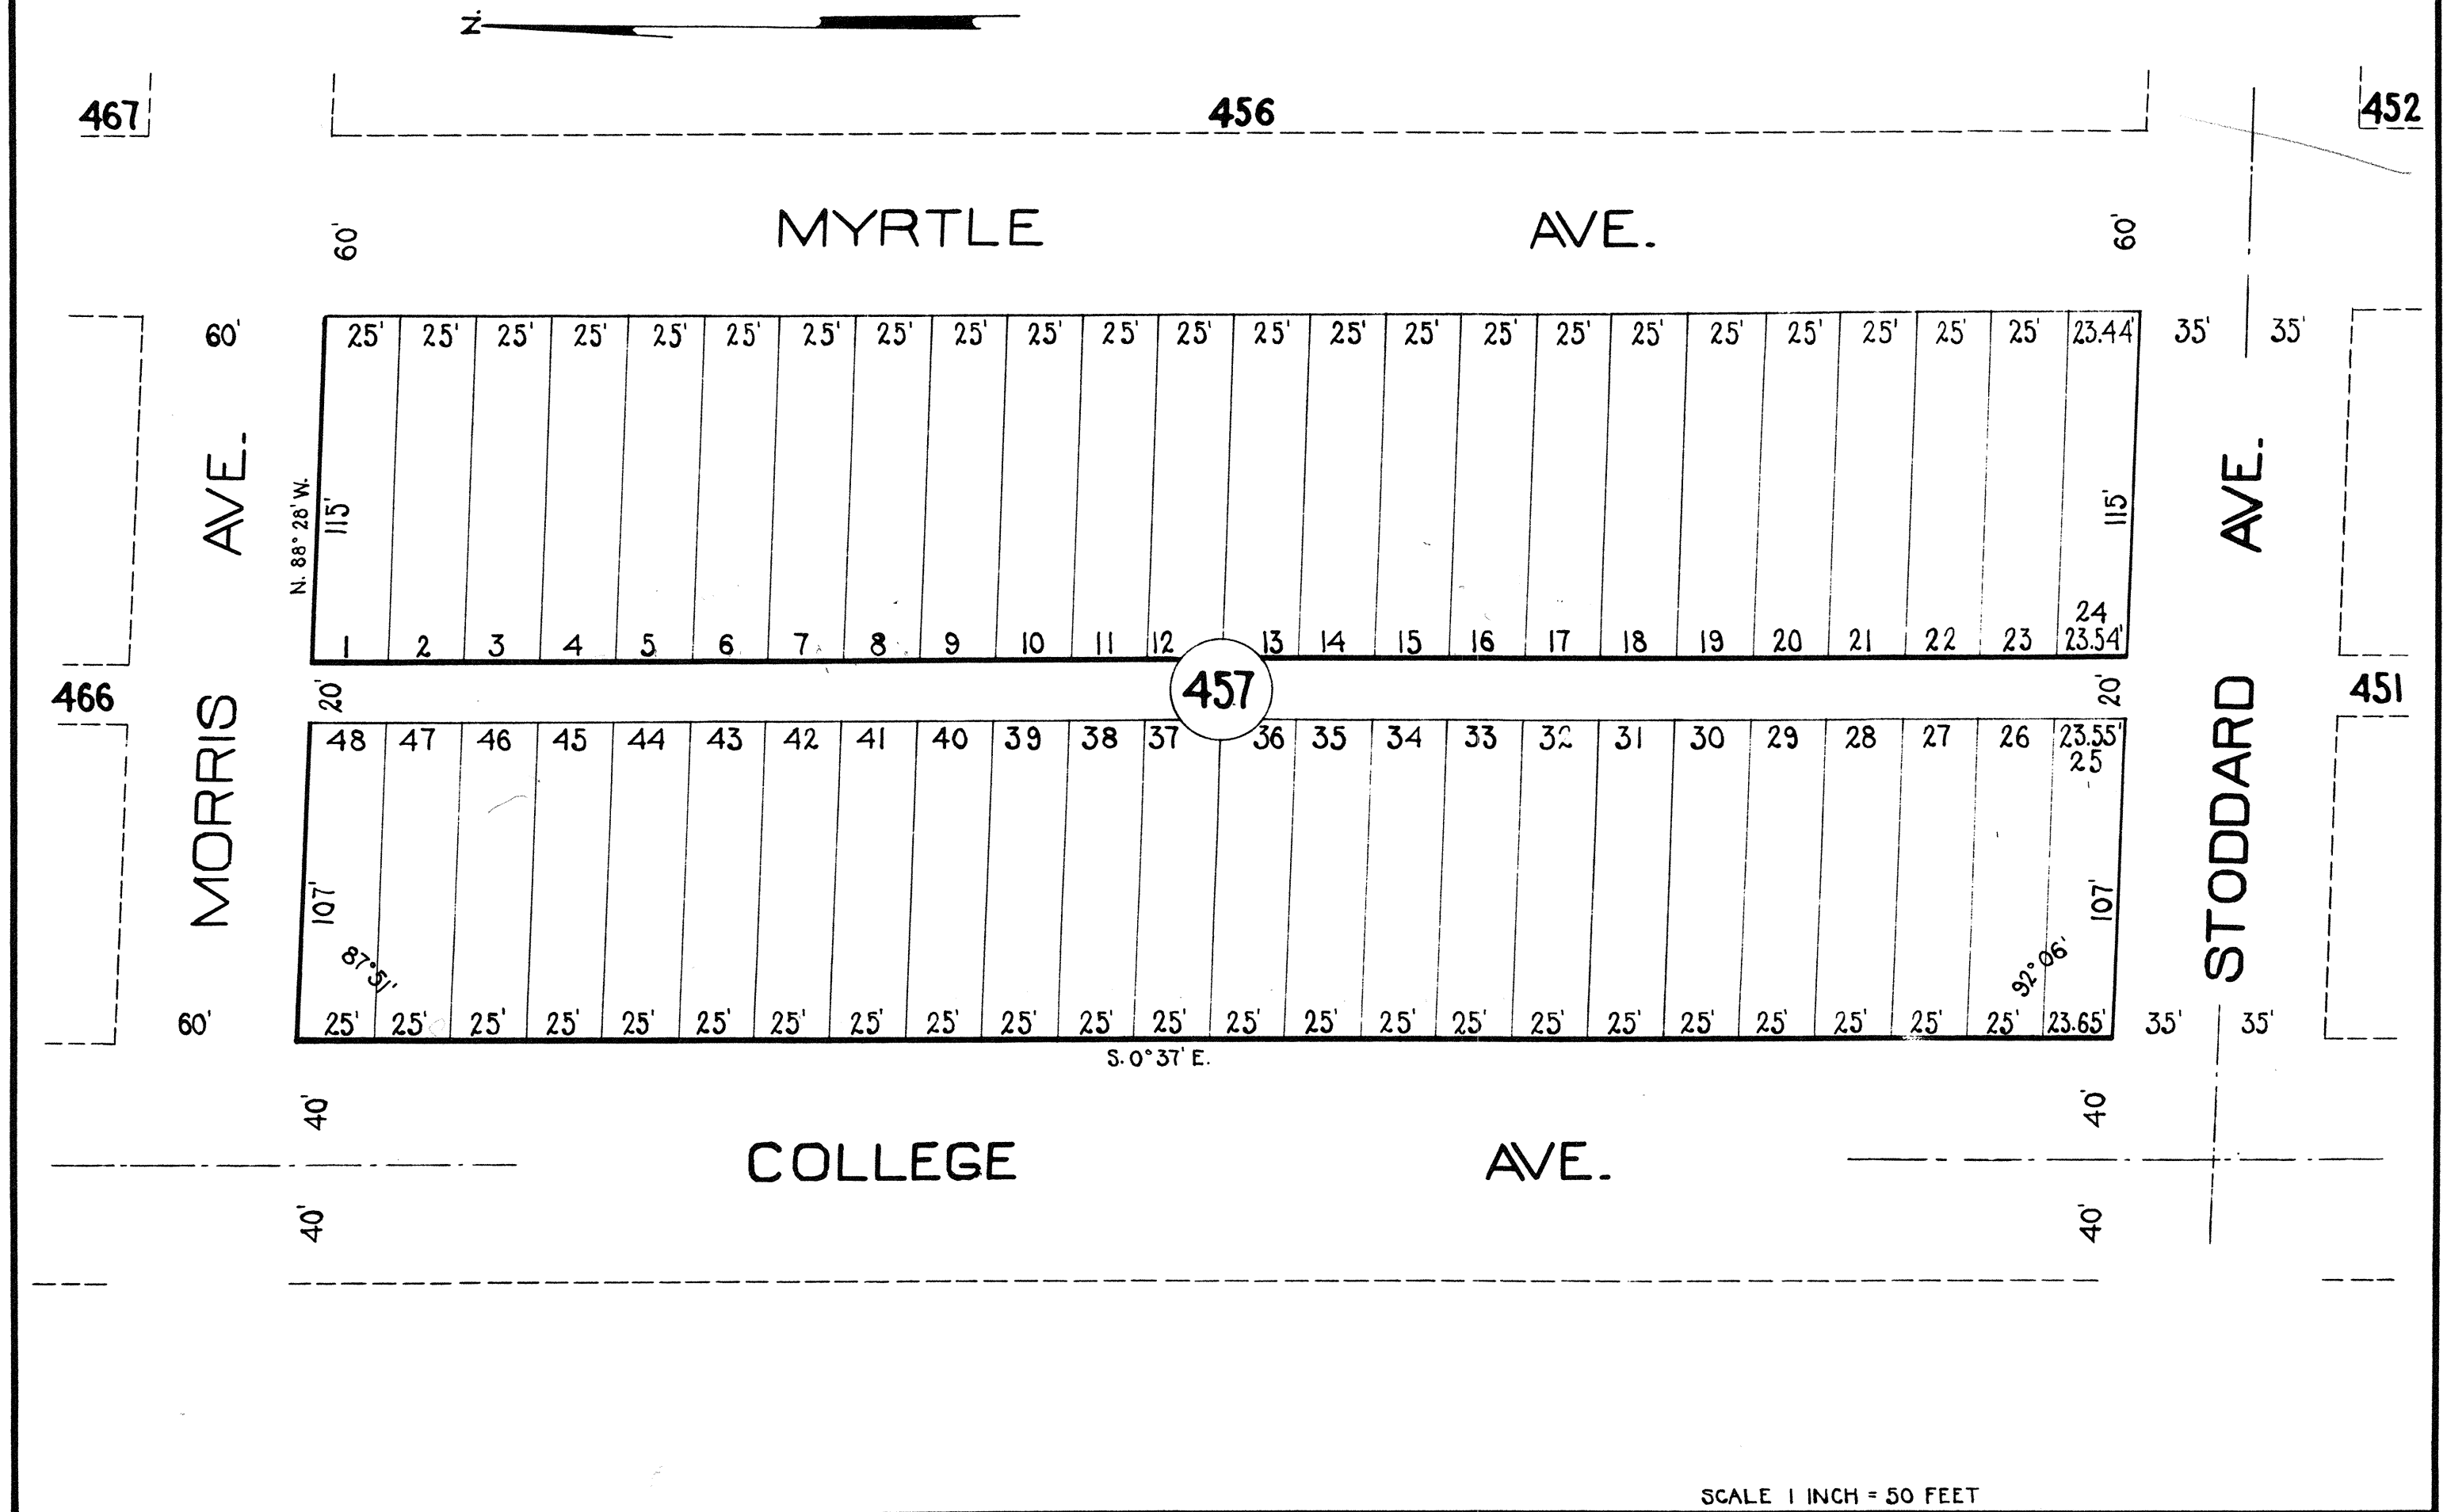 N.
467 456 452
60' MYRTLE AVE. 60'
60' 25' 25' 25' 25' 25' 25' 25' 25' 25' 25' 25' 25' 25' 25' 25' 25' 25' 25' 25' 25' 25' 25' 25' 23.44' 35' 35'
MORRIS AVE.
N. 88° 28' W.
115' 115'
STODDARD AVE.
24
1 2 3 4 5 6 7 8 9 10 11 12 13 14 15 16 17 18 19 20 21 22 23 23.54'
466 20' 457 20' 451
48 47 46 45 44 43 42 41 40 39 38 37 36 35 34 33 32 31 30 29 28 27 26 23.55'
25
107' 107'
87°51' 92°06'
60' 25' 25' 25' 25' 25' 25' 25' 25' 25' 25' 25' 25' 25' 25' 25' 25' 25' 25' 25' 25' 25' 25' 25' 23.65' 35' 35'
S. 0°37' E.
40' 40'
COLLEGE AVE.
40' 40'
SCALE 1 INCH = 50 FEET